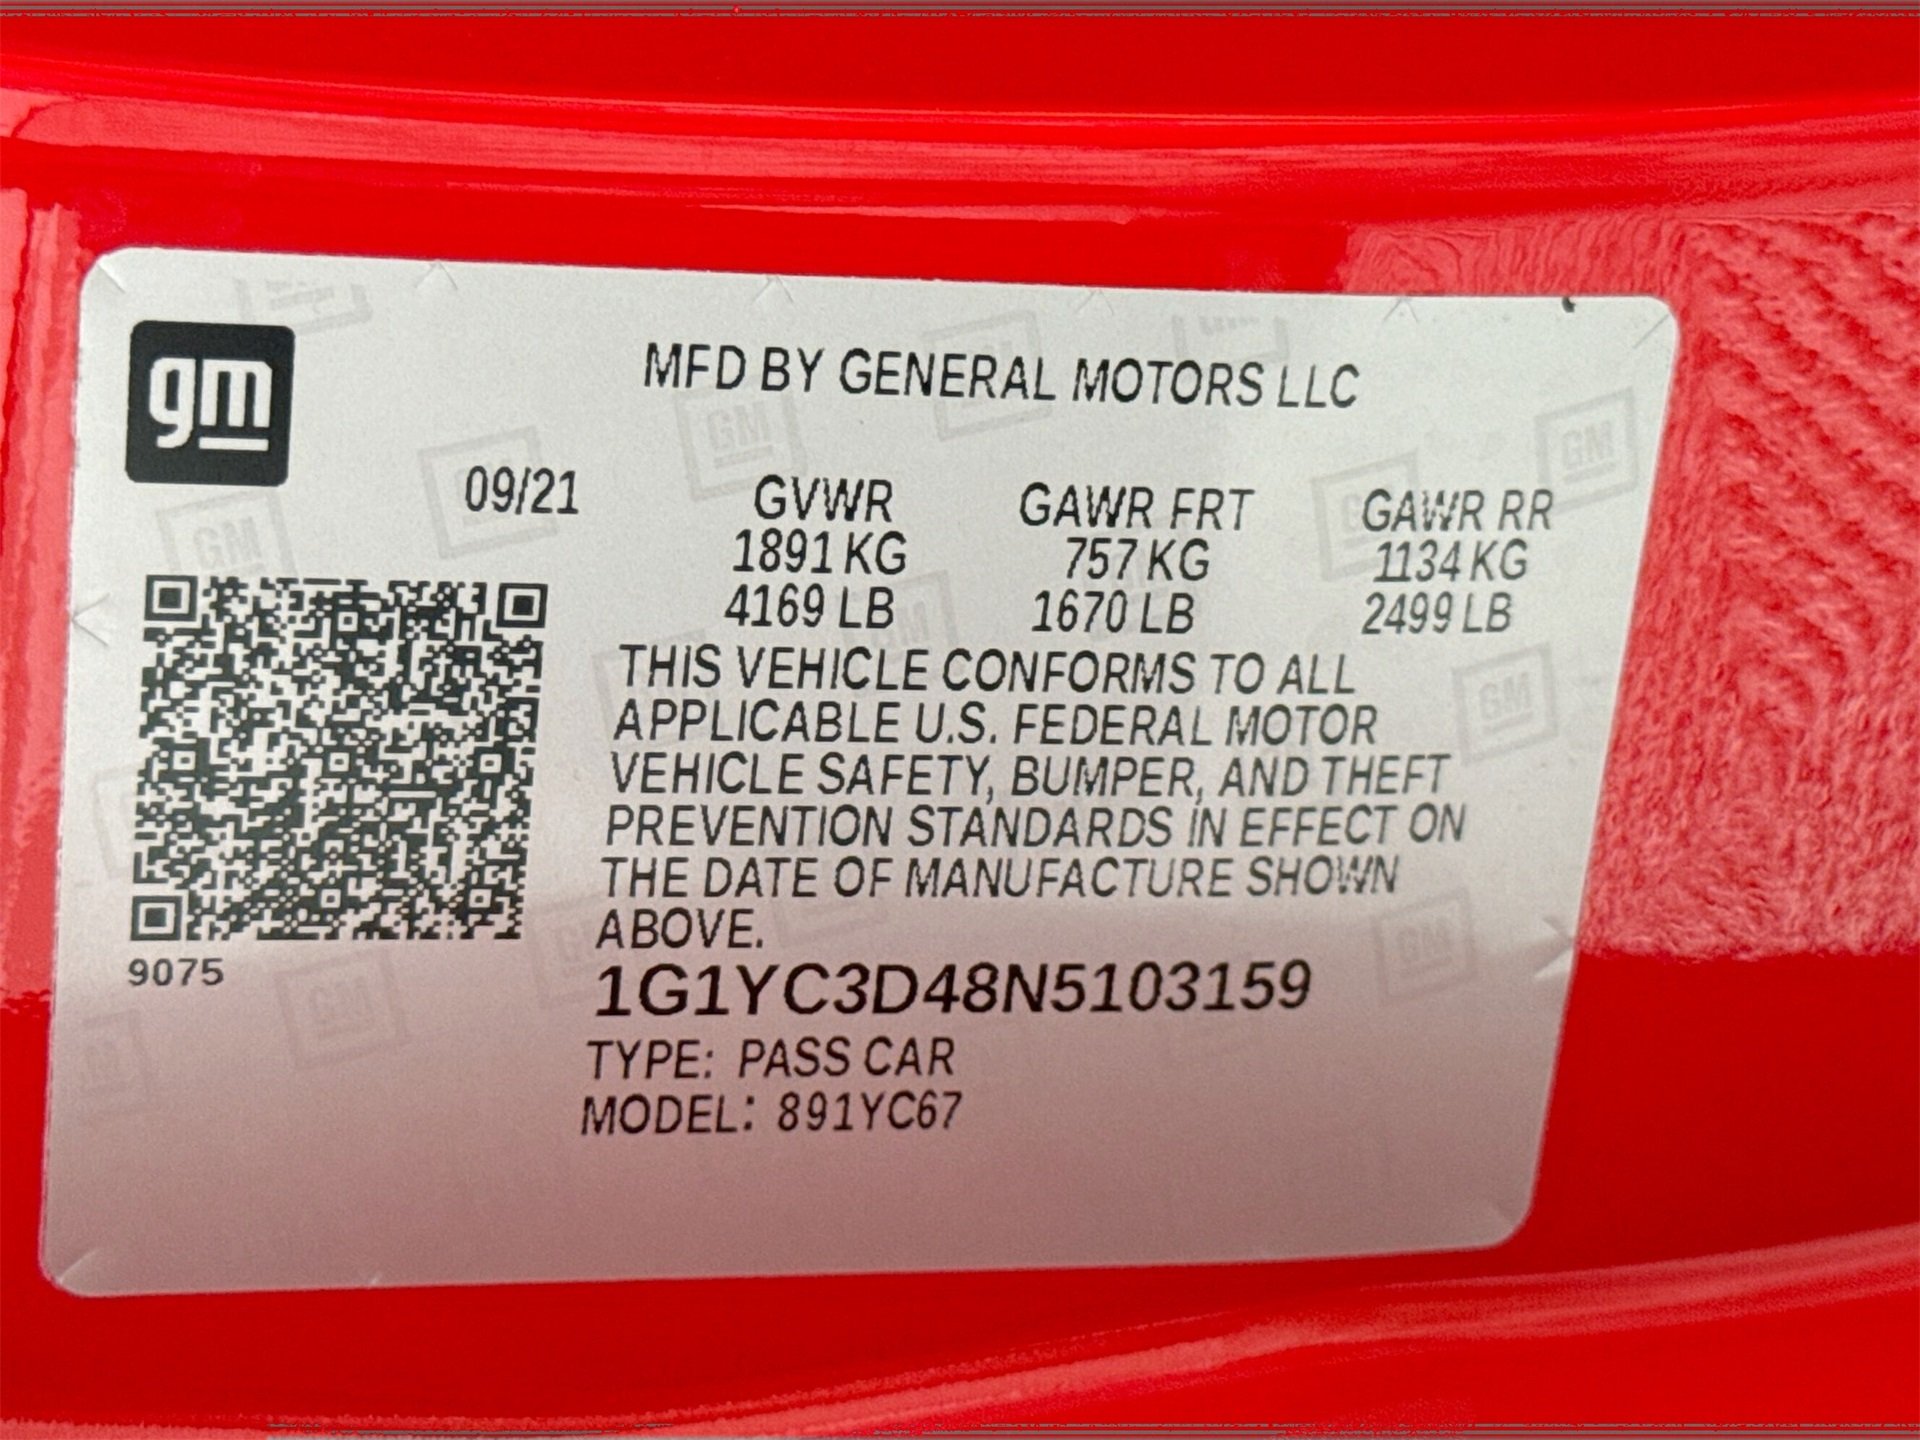 gm
MFD BY GENERAL MOTORS LLC
09/21 GVWR GAWR FRT GAWR RR
1891 KG 757 KG 1134 KG
4169 LB 1670 LB 2499 LB
THIS VEHICLE CONFORMS TO ALL
APPLICABLE U.S. FEDERAL MOTOR
VEHICLE SAFETY, BUMPER, AND THEFT
PREVENTION STANDARDS IN EFFECT ON
THE DATE OF MANUFACTURE SHOWN
ABOVE.
9075
1G1YC3D48N5103159
TYPE: PASS CAR
MODEL: 891YC67